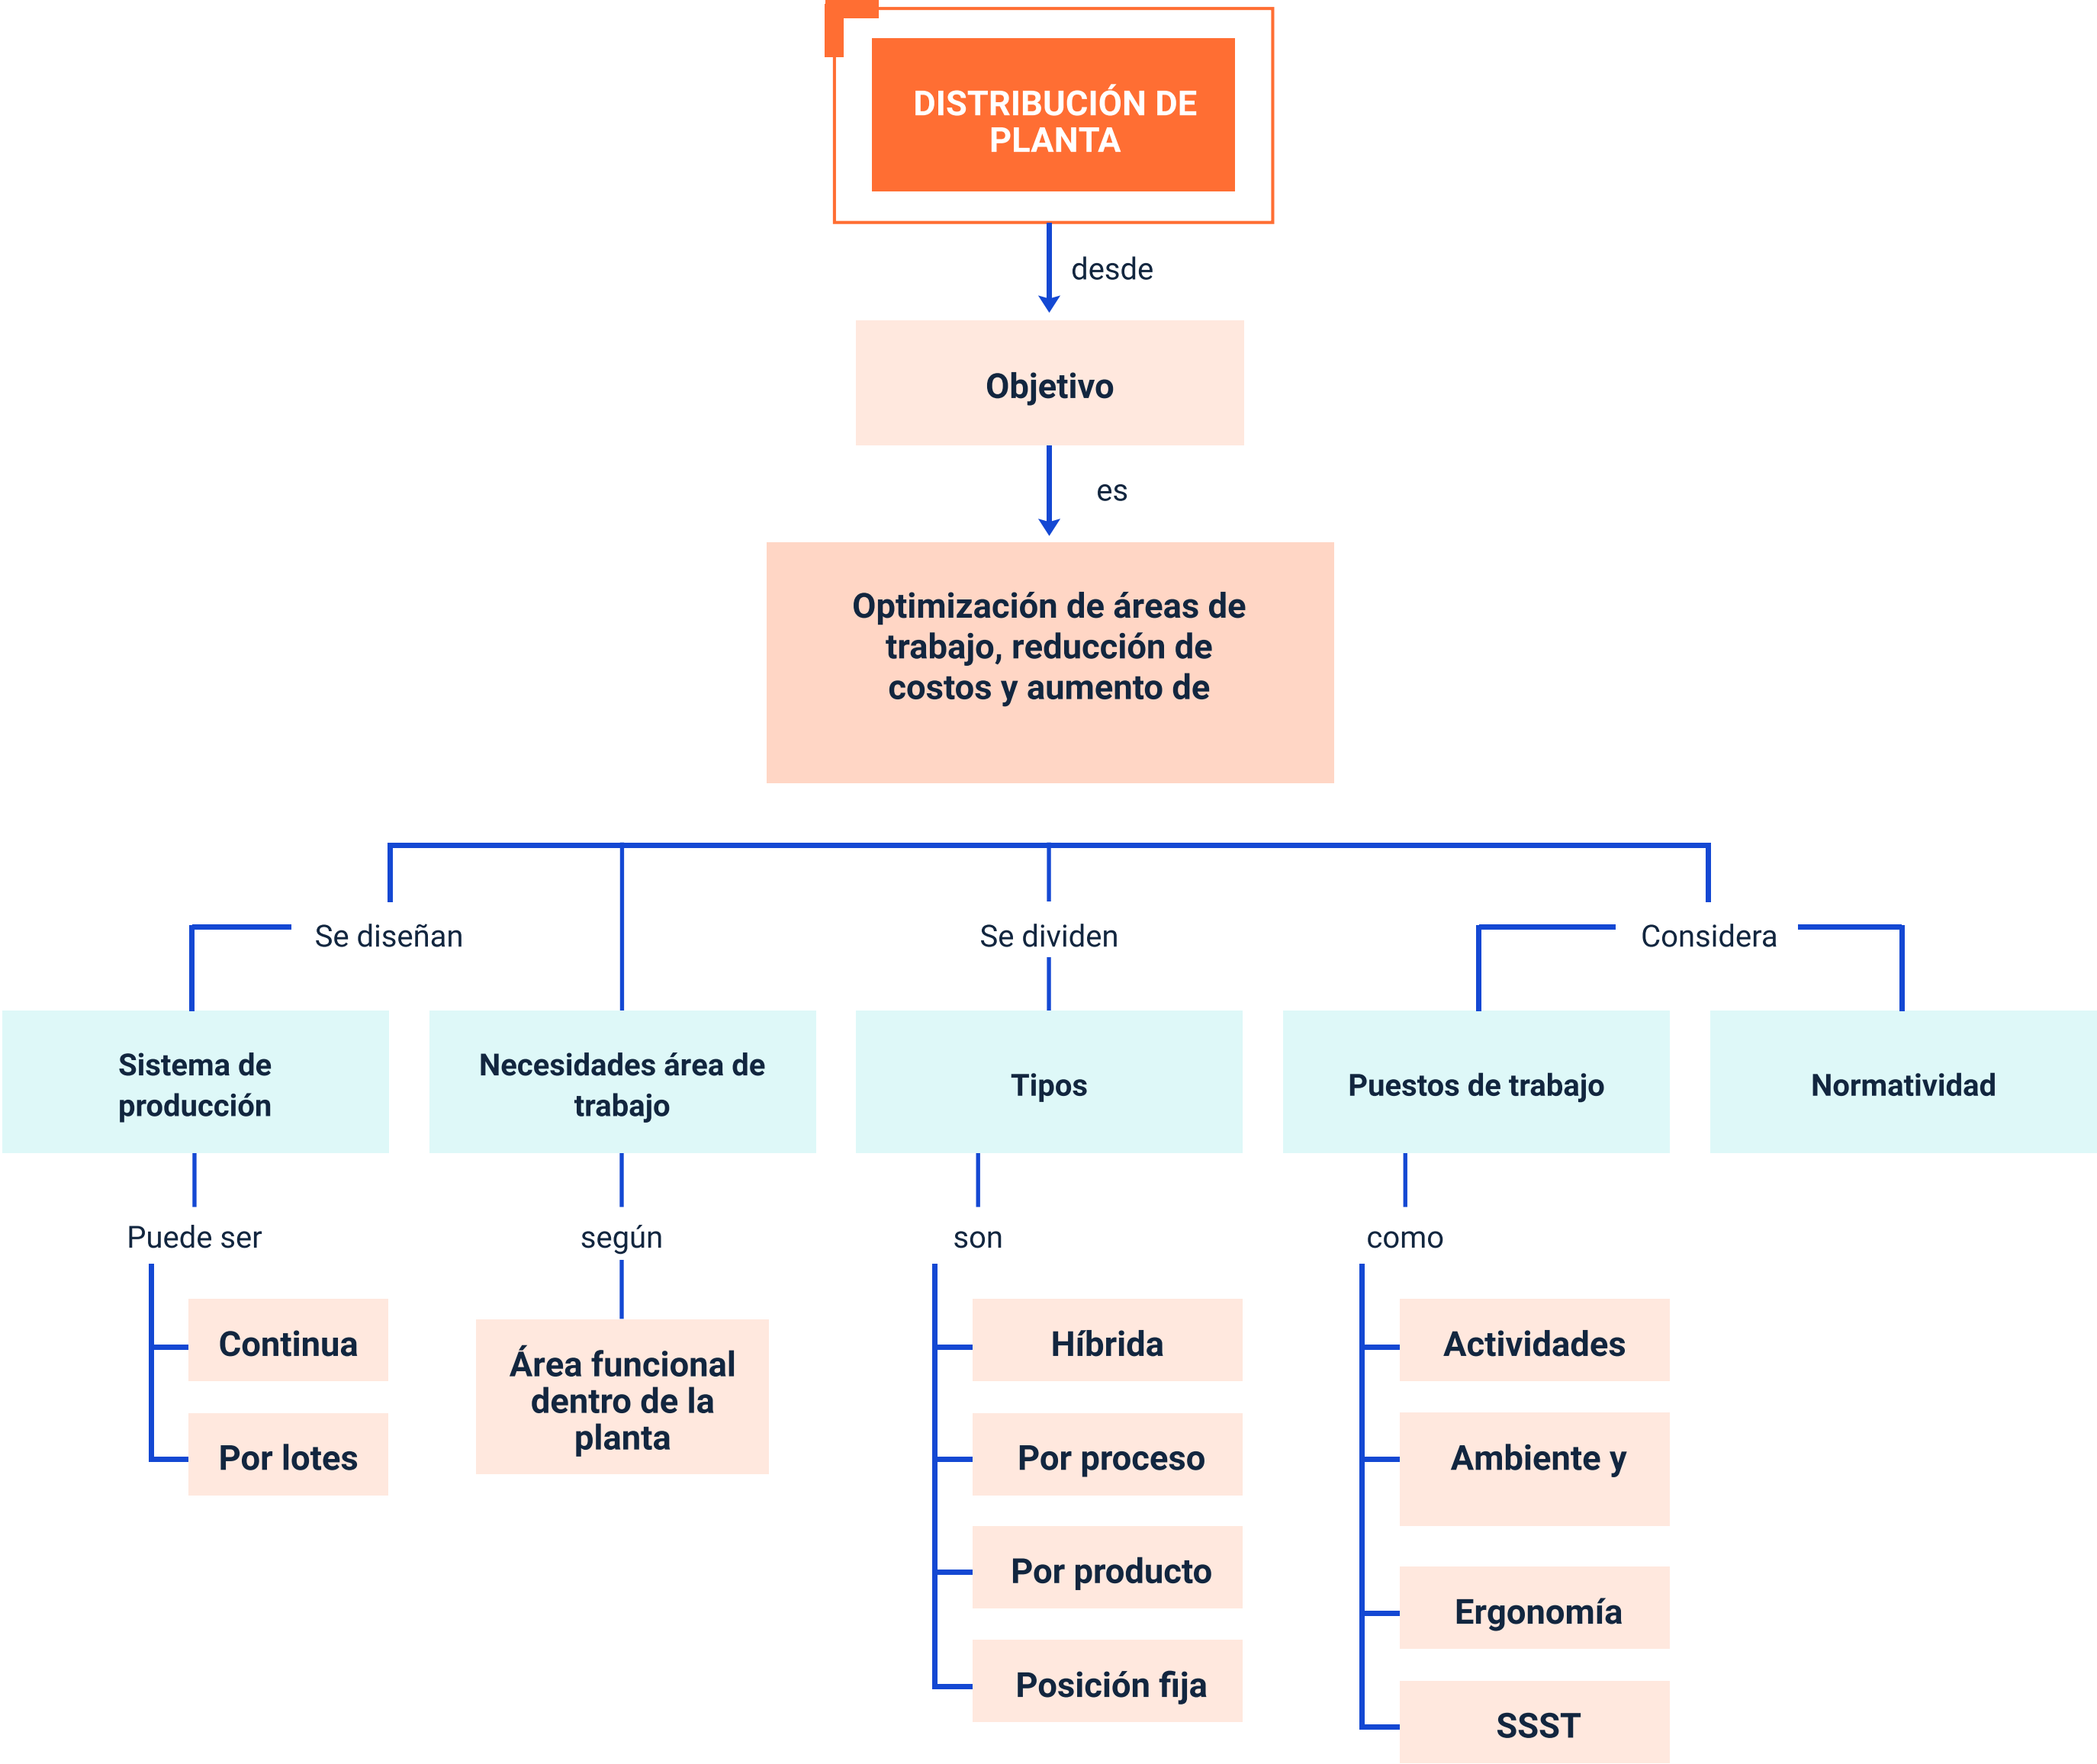 DISTRIBUCIÓN DE
PLANTA
desde
Objetivo
es
Optimización de áreas de
trabajo, reducción de
costos y aumento de
Se diseñan
Se dividen
Considera
Sistema de
producción
Necesidades área de
trabajo
Tipos
Puestos de trabajo
Normatividad
Puede ser
según
son
como
Continua
Por lotes
Área funcional
dentro de la
planta
Híbrida
Por proceso
Por producto
Posición fija
Actividades
Ambiente y
Ergonomía
SSST